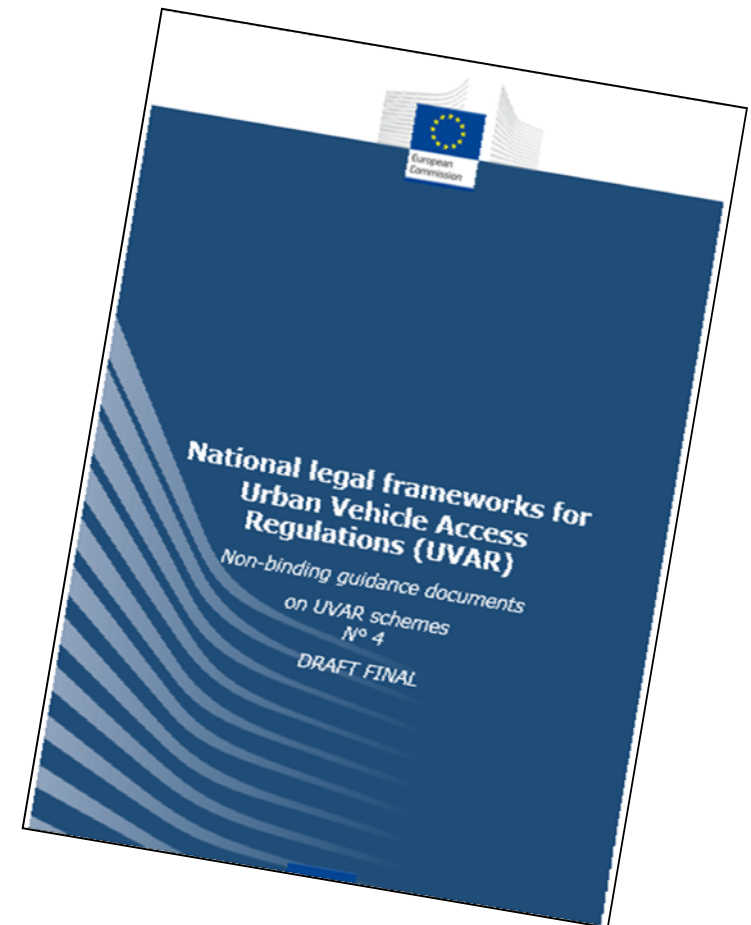 European
Commission
National legal frameworks for
Urban Vehicle Access
Regulations (UVAR)
Non-binding guidance documents
on UVAR schemes
N° 4
DRAFT FINAL